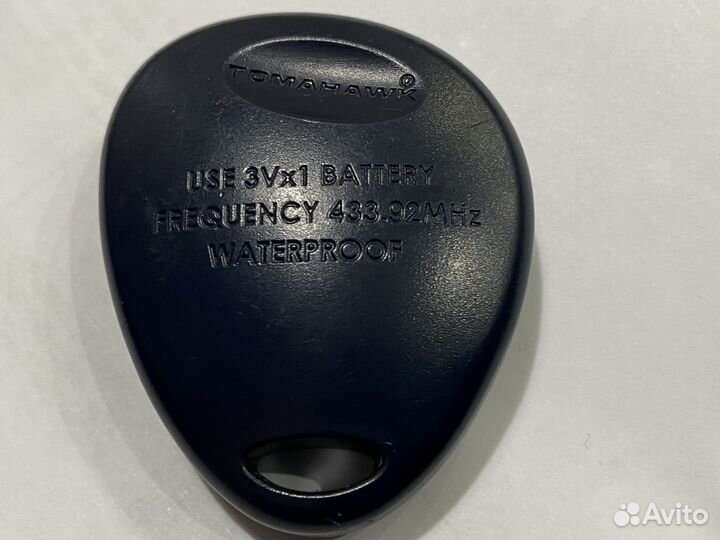 TOMAHAWK®
USE 3Vx1 BATTERY
FREQUENCY 433.92MHz
WATERPROOF
Avito